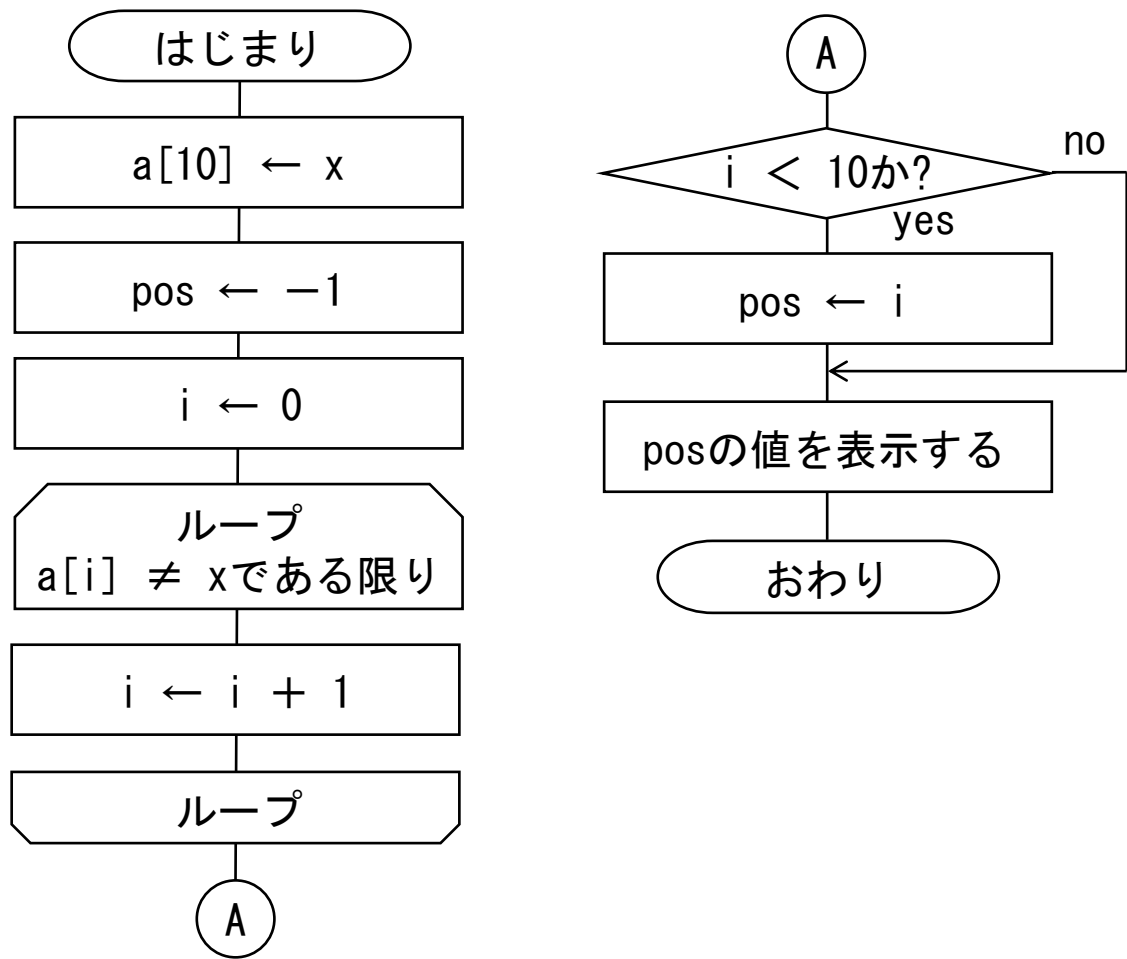 はじまり
a[10] ← x
pos ← －1
i ← 0
ループ
a[i] ≠ xである限り
i ← i ＋ 1
ループ
A
A
i ＜ 10か?
no
yes
pos ← i
posの値を表示する
おわり